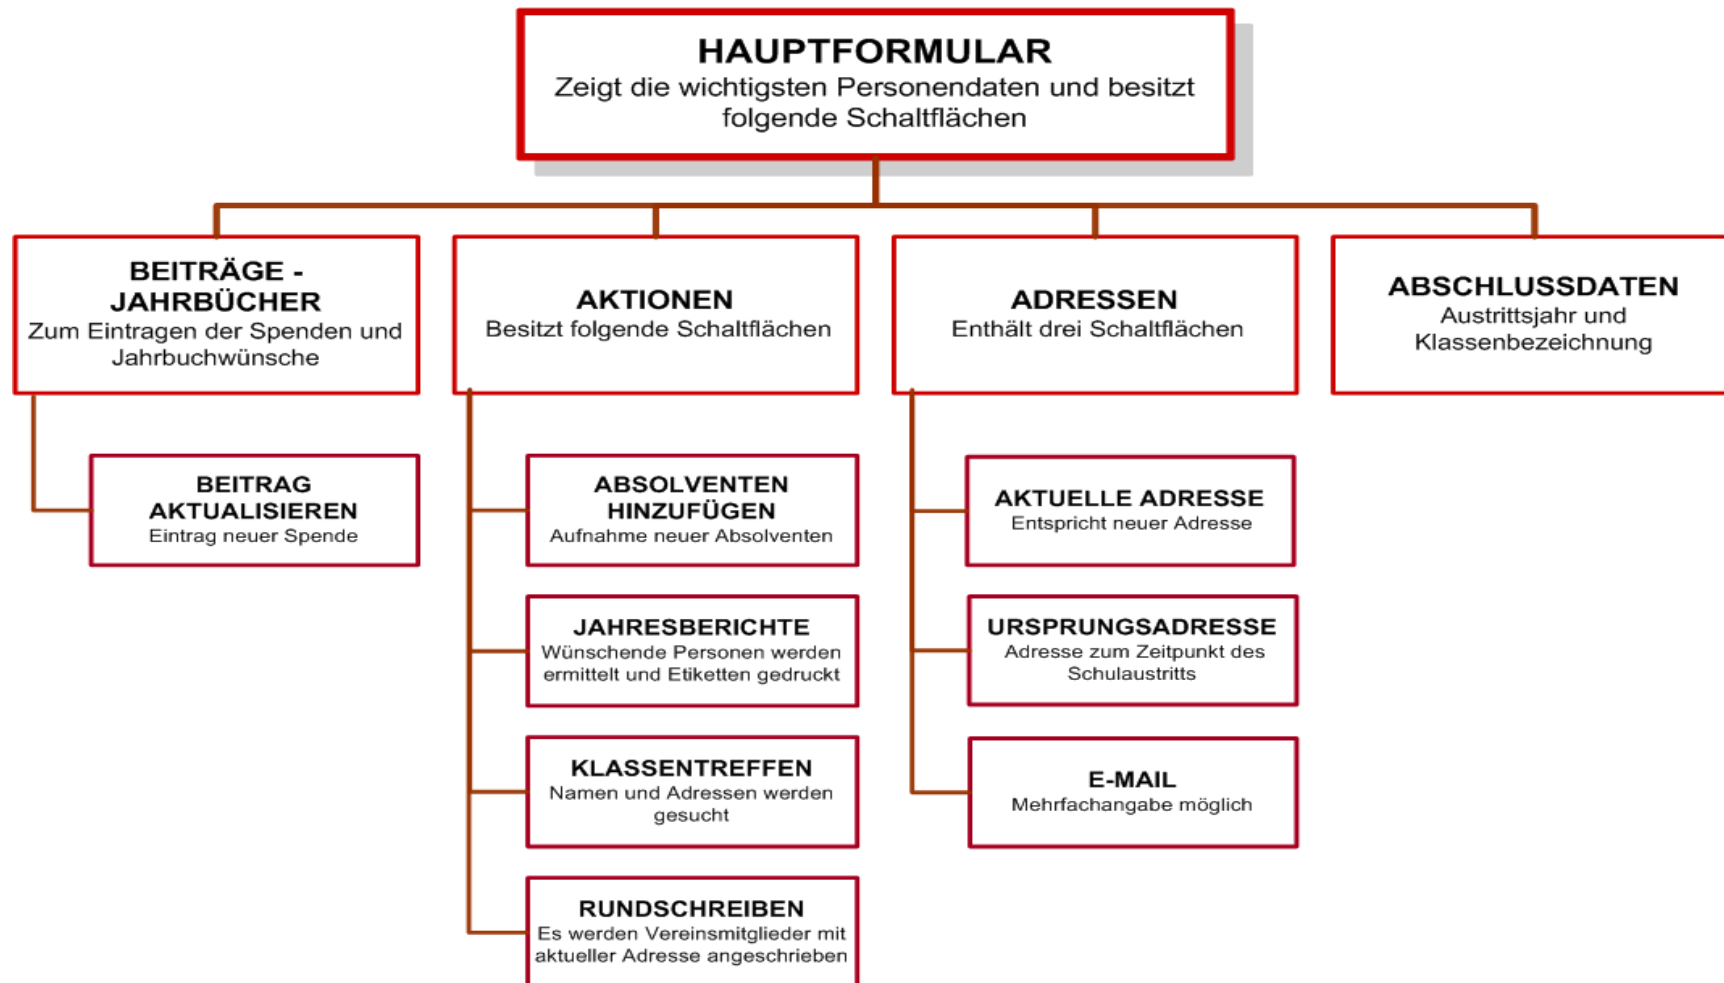 HAUPTFORMULAR
Zeigt die wichtigsten Personendaten und besitzt
folgende Schaltflächen
BEITRÄGE -
JAHRBÜCHER
Zum Eintragen der Spenden und
Jahrbuchwünsche
BEITRAG
AKTUALISIEREN
Eintrag neuer Spende
AKTIONEN
Besitzt folgende Schaltflächen
ABSOLVENTEN
HINZUFÜGEN
Aufnahme neuer Absolventen
JAHRESBERICHTE
Wünschende Personen werden
ermittelt und Etiketten gedruckt
KLASSENTREFFEN
Namen und Adressen werden
gesucht
RUNDSCHREIBEN
Es werden Vereinsmitglieder mit
aktueller Adresse angeschrieben
ADRESSEN
Enthält drei Schaltflächen
AKTUELLE ADRESSE
Entspricht neuer Adresse
URSPRUNGSADRESSE
Adresse zum Zeitpunkt des
Schulaustritts
E-MAIL
Mehrfachangabe möglich
ABSCHLUSSDATEN
Austrittsjahr und
Klassenbezeichnung